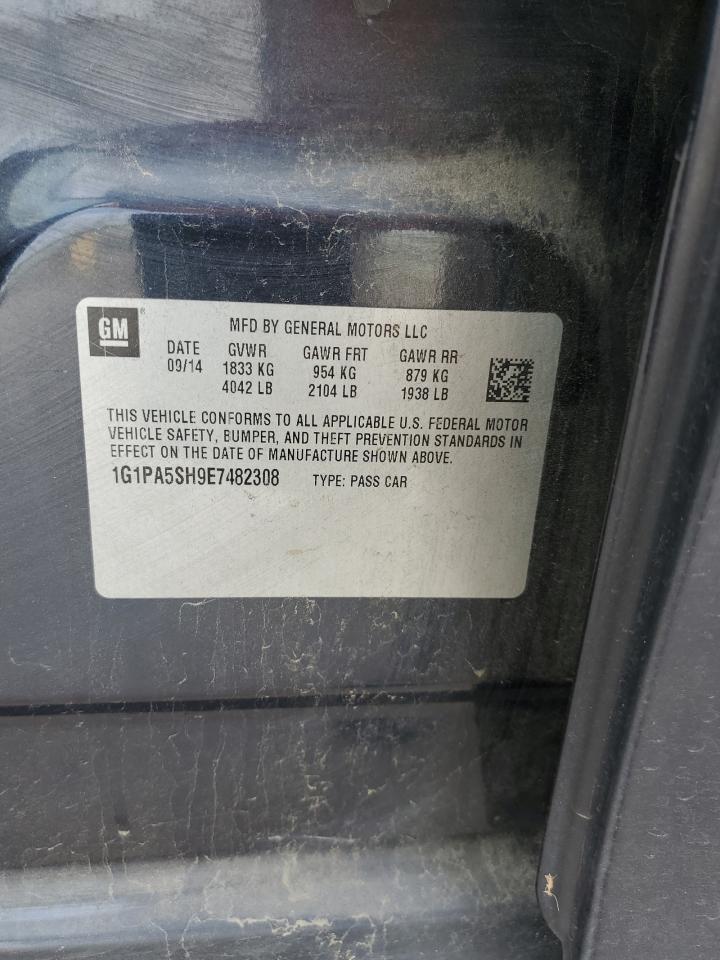 GM ®
MFD BY GENERAL MOTORS LLC
DATE GVWR GAWR FRT GAWR RR
09/14 1833 KG 954 KG 879 KG
4042 LB 2104 LB 1938 LB
THIS VEHICLE CONFORMS TO ALL APPLICABLE U.S. FEDERAL MOTOR
VEHICLE SAFETY, BUMPER, AND THEFT PREVENTION STANDARDS IN
EFFECT ON THE DATE OF MANUFACTURE SHOWN ABOVE.
1G1PA5SH9E7482308 TYPE: PASS CAR